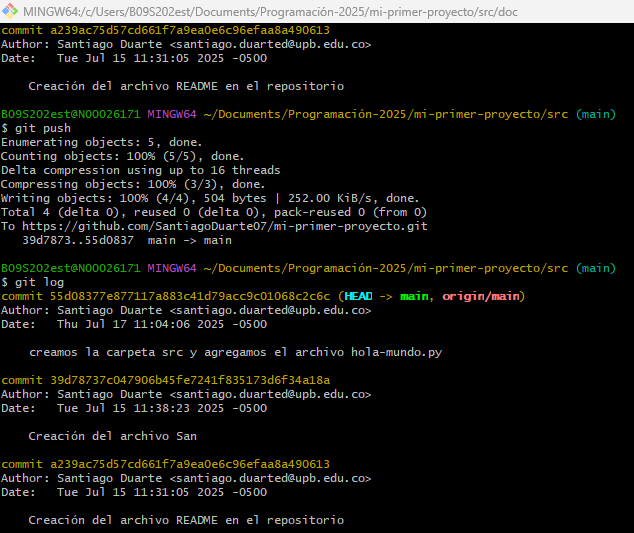 MINGW64:/c/Users/B09S202est/Documents/Programación-2025/mi-primer-proyecto/src/doc
commit a239ac75d57cd661f7a9ea0e6c96efaa8a490613
Author: Santiago Duarte <santiago.duarted@upb.edu.co>
Date:   Tue Jul 15 11:31:05 2025 -0500

    Creación del archivo README en el repositorio

B09S202est@N00026171 MINGW64 ~/Documents/Programación-2025/mi-primer-proyecto/src (main)
$ git push
Enumerating objects: 5, done.
Counting objects: 100% (5/5), done.
Delta compression using up to 16 threads
Compressing objects: 100% (3/3), done.
Writing objects: 100% (4/4), 504 bytes | 252.00 KiB/s, done.
Total 4 (delta 0), reused 0 (delta 0), pack-reused 0 (from 0)
To https://github.com/SantiagoDuarte07/mi-primer-proyecto.git
   39d7873..55d0837  main -> main

B09S202est@N00026171 MINGW64 ~/Documents/Programación-2025/mi-primer-proyecto/src (main)
$ git log
commit 55d08377e877117a883c41d79acc9c01068c2c6c (HEAD -> main, origin/main)
Author: Santiago Duarte <santiago.duarted@upb.edu.co>
Date:   Thu Jul 17 11:04:06 2025 -0500

    creamos la carpeta src y agregamos el archivo hola-mundo.py

commit 39d78737c047906b45fe7241f835173d6f34a18a
Author: Santiago Duarte <santiago.duarted@upb.edu.co>
Date:   Tue Jul 15 11:38:23 2025 -0500

    Creación del archivo San

commit a239ac75d57cd661f7a9ea0e6c96efaa8a490613
Author: Santiago Duarte <santiago.duarted@upb.edu.co>
Date:   Tue Jul 15 11:31:05 2025 -0500

    Creación del archivo README en el repositorio